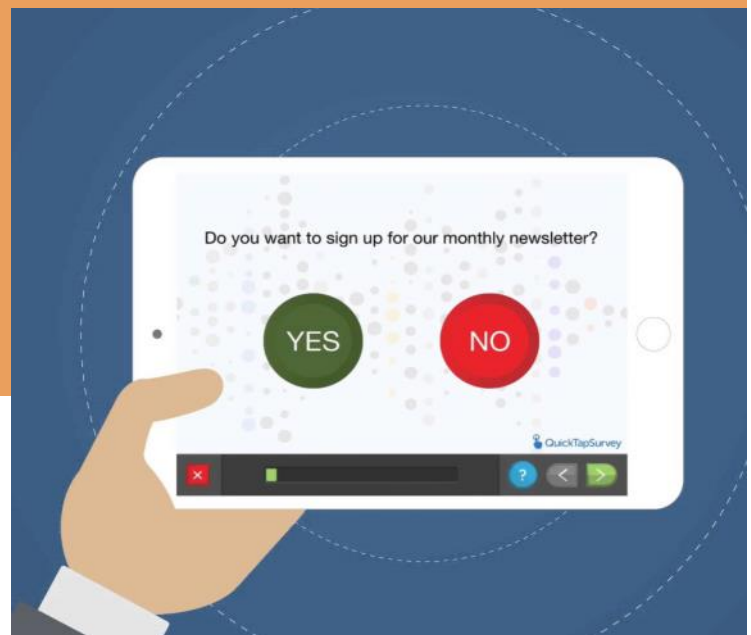 Do you want to sign up for our monthly newsletter?
YES
NO
QuickTapSurvey
?